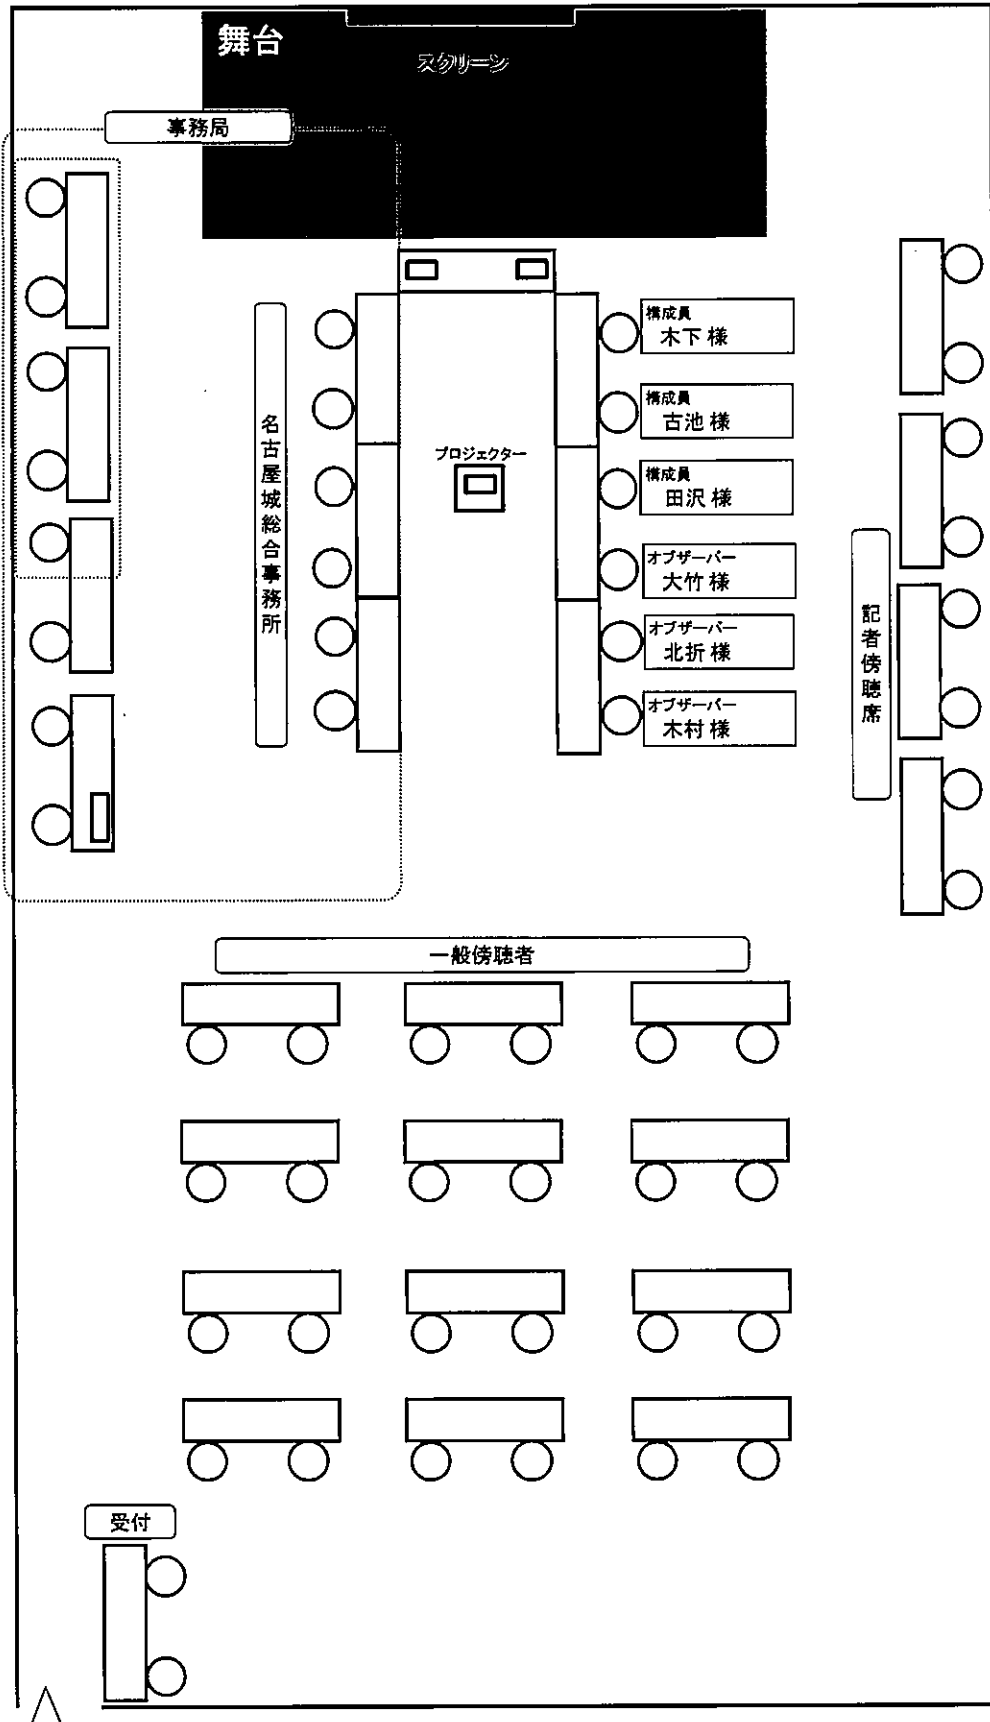 舞台
スクリーン
事務局
名古屋城総合事務所
プロジェクター
構成員
木下 様
構成員
古池 様
構成員
田沢 様
オブザーバー
大竹 様
オブザーバー
北折 様
オブザーバー
木村 様
記者傍聴席
一般傍聴者
受付